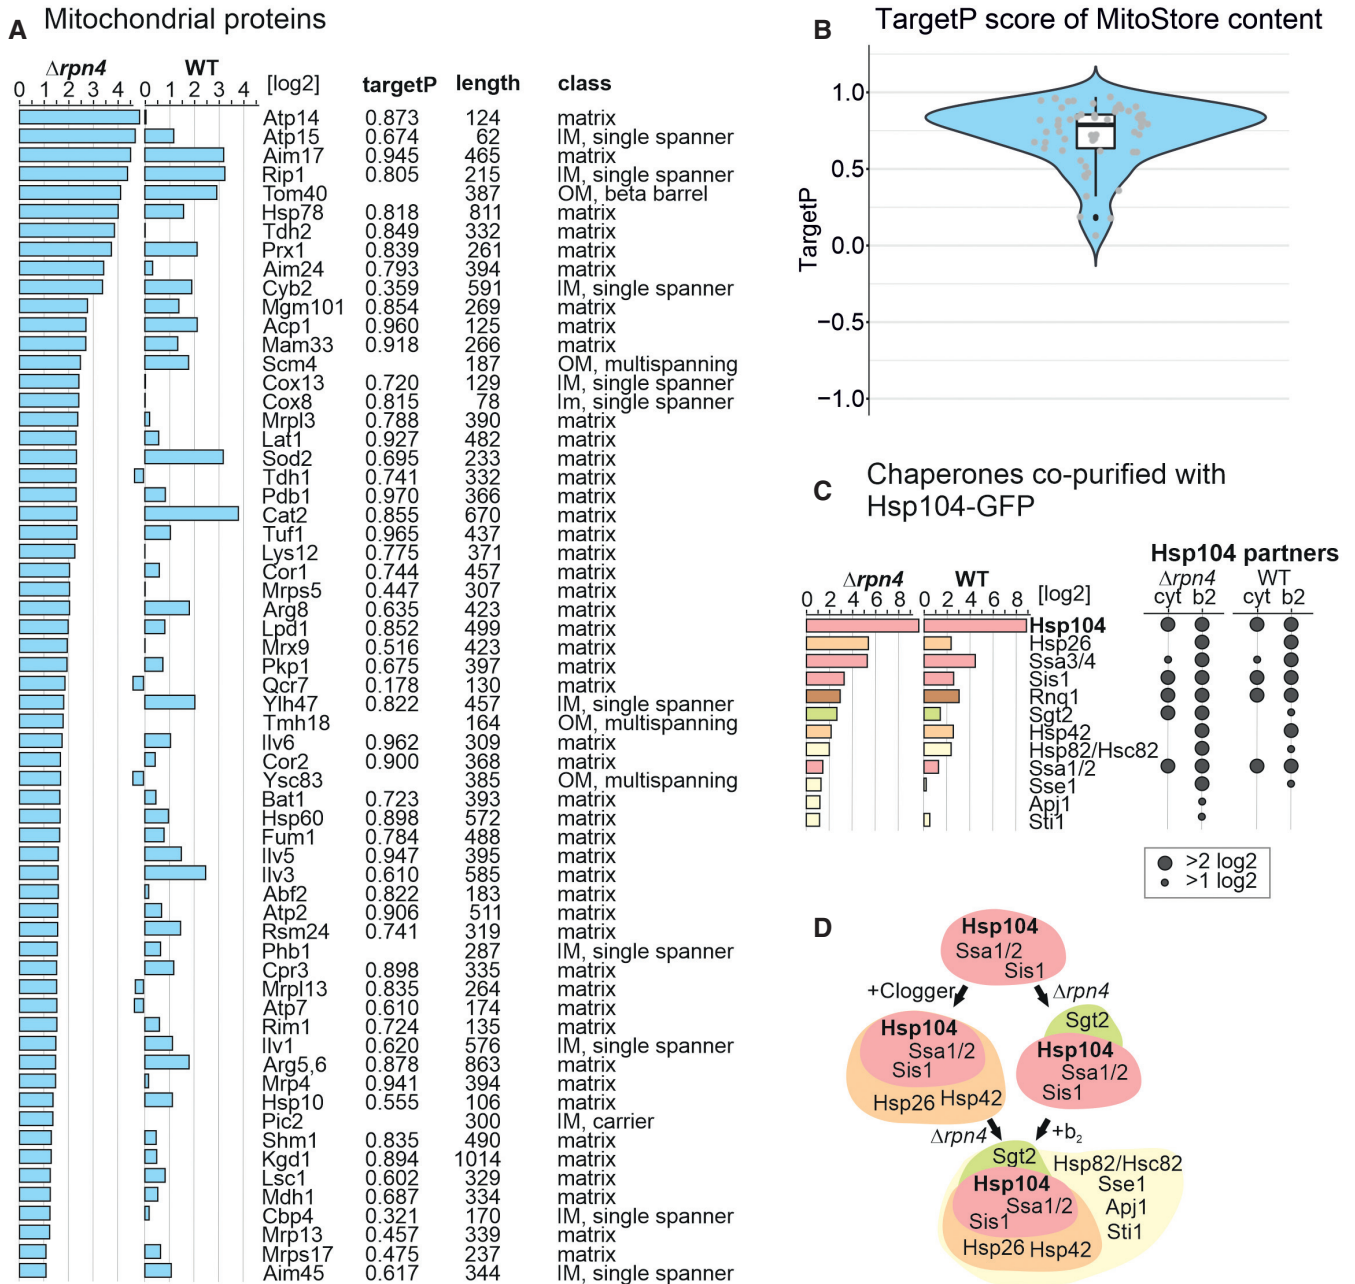 A Mitochondrial proteins
Δrpn4 WT [log2] targetP length class
0 1 2 3 4 0 1 2 3 4
Atp14 0.873 124 matrix
Atp15 0.674 62 IM, single spanner
Aim17 0.945 465 matrix
Rip1 0.805 215 IM, single spanner
Tom40 387 OM, beta barrel
Hsp78 0.818 811 matrix
Tdh2 0.849 332 matrix
Prx1 0.839 261 matrix
Aim24 0.793 394 matrix
Cyb2 0.359 591 IM, single spanner
Mgm101 0.854 269 matrix
Acp1 0.960 125 matrix
Mam33 0.918 266 matrix
Scm4 187 OM, multispanning
Cox13 0.720 129 IM, single spanner
Cox8 0.815 78 Im, single spanner
Mrpl3 0.788 390 matrix
Lat1 0.927 482 matrix
Sod2 0.695 233 matrix
Tdh1 0.741 332 matrix
Pdb1 0.970 366 matrix
Cat2 0.855 670 matrix
Tuf1 0.965 437 matrix
Lys12 0.775 371 matrix
Cor1 0.744 457 matrix
Mrps5 0.447 307 matrix
Arg8 0.635 423 matrix
Lpd1 0.852 499 matrix
Mrx9 0.516 423 matrix
Pkp1 0.675 397 matrix
Qcr7 0.178 130 matrix
Ylh47 0.822 457 IM, single spanner
Tmh18 164 OM, multispanning
Ilv6 0.962 309 matrix
Cor2 0.900 368 matrix
Ysc83 385 OM, multispanning
Bat1 0.723 393 matrix
Hsp60 0.898 572 matrix
Fum1 0.784 488 matrix
Ilv5 0.947 395 matrix
Ilv3 0.610 585 matrix
Abf2 0.822 183 matrix
Atp2 0.906 511 matrix
Rsm24 0.741 319 matrix
Phb1 287 IM, single spanner
Cpr3 0.898 335 matrix
Mrpl13 0.835 264 matrix
Atp7 0.610 174 matrix
Rim1 0.724 135 matrix
Ilv1 0.620 576 IM, single spanner
Arg5,6 0.878 863 matrix
Mrp4 0.941 394 matrix
Hsp10 0.555 106 matrix
Pic2 300 IM, carrier
Shm1 0.835 490 matrix
Kgd1 0.894 1014 matrix
Lsc1 0.602 329 matrix
Mdh1 0.687 334 matrix
Cbp4 0.321 170 IM, single spanner
Mrp13 0.457 339 matrix
Mrps17 0.475 237 matrix
Aim45 0.617 344 IM, single spanner
B TargetP score of MitoStore content
TargetP
1.0
0.5
0.0
−0.5
−1.0
C Chaperones co-purified with
Hsp104-GFP
Hsp104 partners
Δrpn4 WT [log2] Δrpn4 WT
0 2 4 6 8 0 2 4 6 8 cyt b2 cyt b2
Hsp104
Hsp26
Ssa3/4
Sis1
Rnq1
Sgt2
Hsp42
Hsp82/Hsc82
Ssa1/2
Sse1
Apj1
Sti1
>2 log2
>1 log2
D
Hsp104
Ssa1/2
Sis1
+Clogger Δrpn4
Hsp104
Ssa1/2
Sis1
Hsp26 Hsp42
Sgt2
Hsp104
Ssa1/2
Sis1
Δrpn4 +b2
Sgt2
Hsp104
Ssa1/2
Sis1
Hsp26 Hsp42
Hsp82/Hsc82
Sse1
Apj1
Sti1